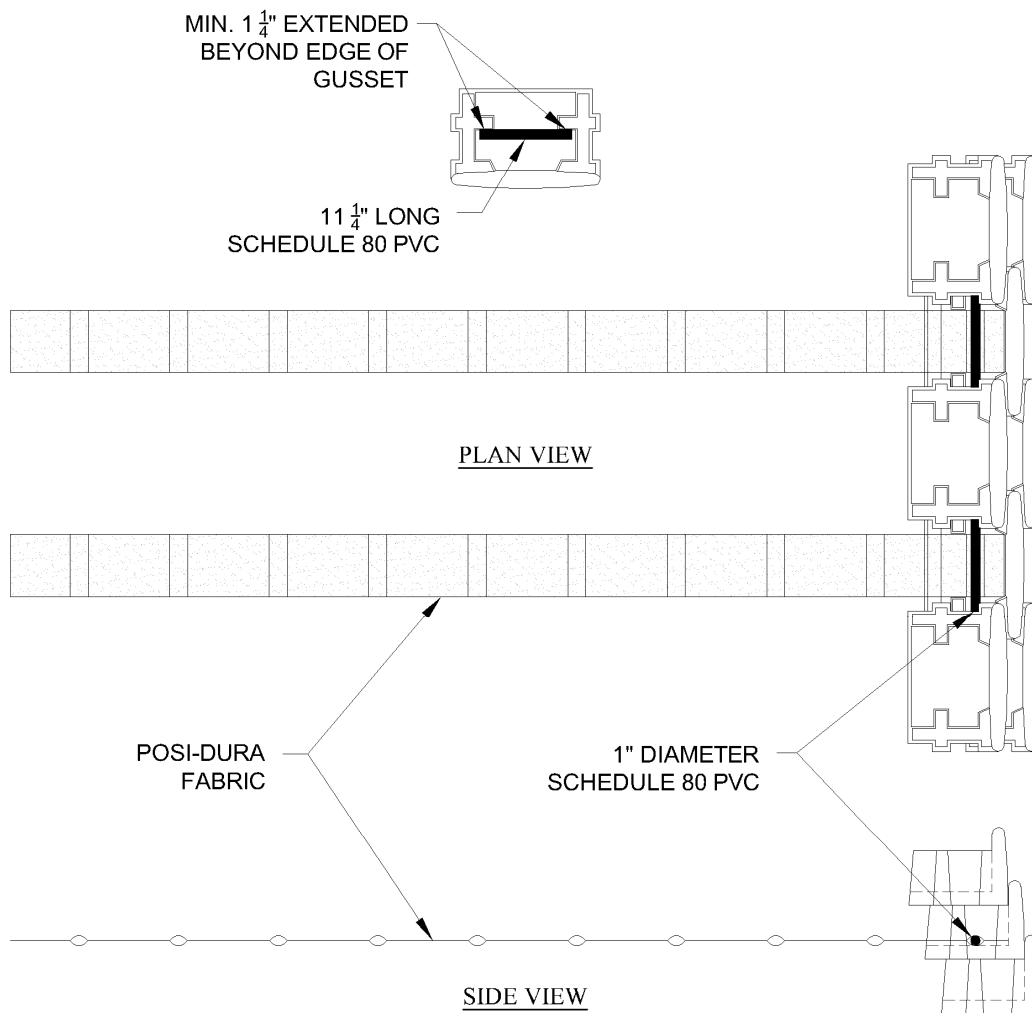 MIN. 1 1/4" EXTENDED
BEYOND EDGE OF
GUSSET
11 1/4" LONG
SCHEDULE 80 PVC
PLAN VIEW
POSI-DURA
FABRIC
1" DIAMETER
SCHEDULE 80 PVC
SIDE VIEW